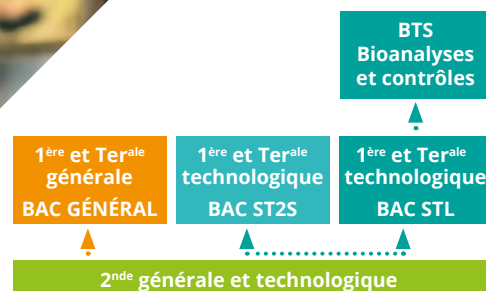 BTS
Bioanalyses
et contrôles
1ère et Terale
générale
BAC GÉNÉRAL
1ère et Terale
technologique
BAC ST2S
1ère et Terale
technologique
BAC STL
2nde générale et technologique